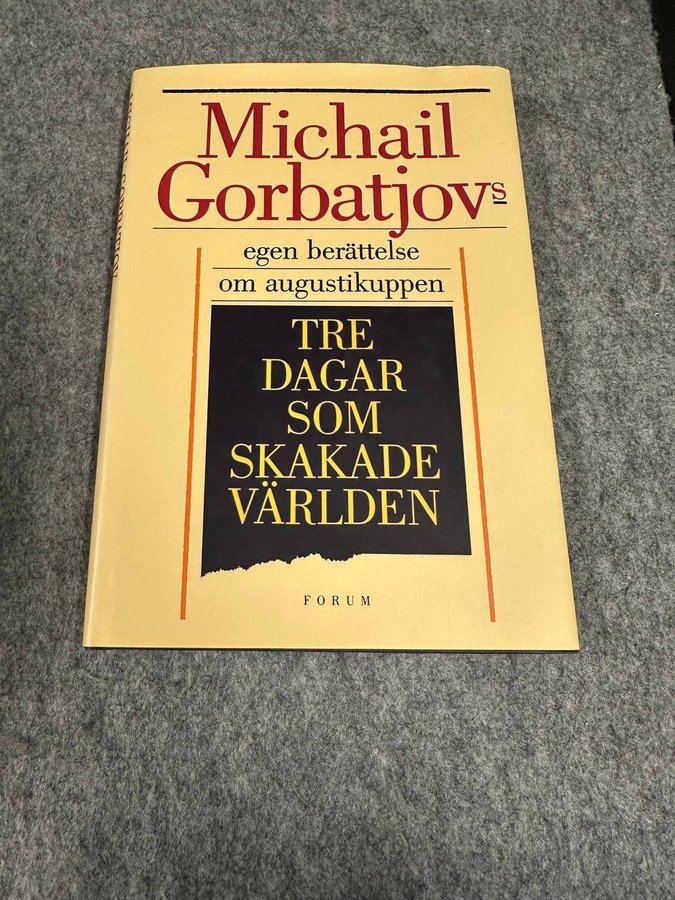 Michail
Gorbatjovs
egen berättelse
om augustikuppen
TRE
DAGAR
SOM
SKAKADE
VÄRLDEN
FORUM